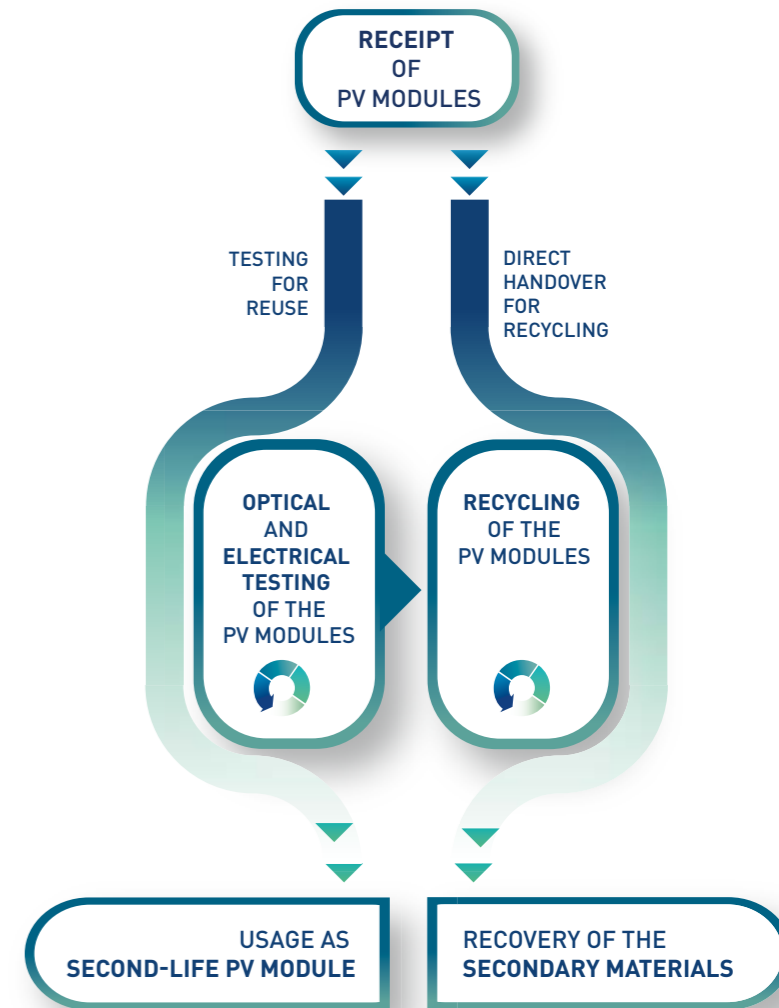 RECEIPT
OF
PV MODULES
TESTING
FOR
REUSE
DIRECT
HANDOVER
FOR
RECYCLING
OPTICAL
AND
ELECTRICAL
TESTING
OF THE
PV MODULES
RECYCLING
OF THE
PV MODULES
USAGE AS
SECOND-LIFE PV MODULE
RECOVERY OF THE
SECONDARY MATERIALS